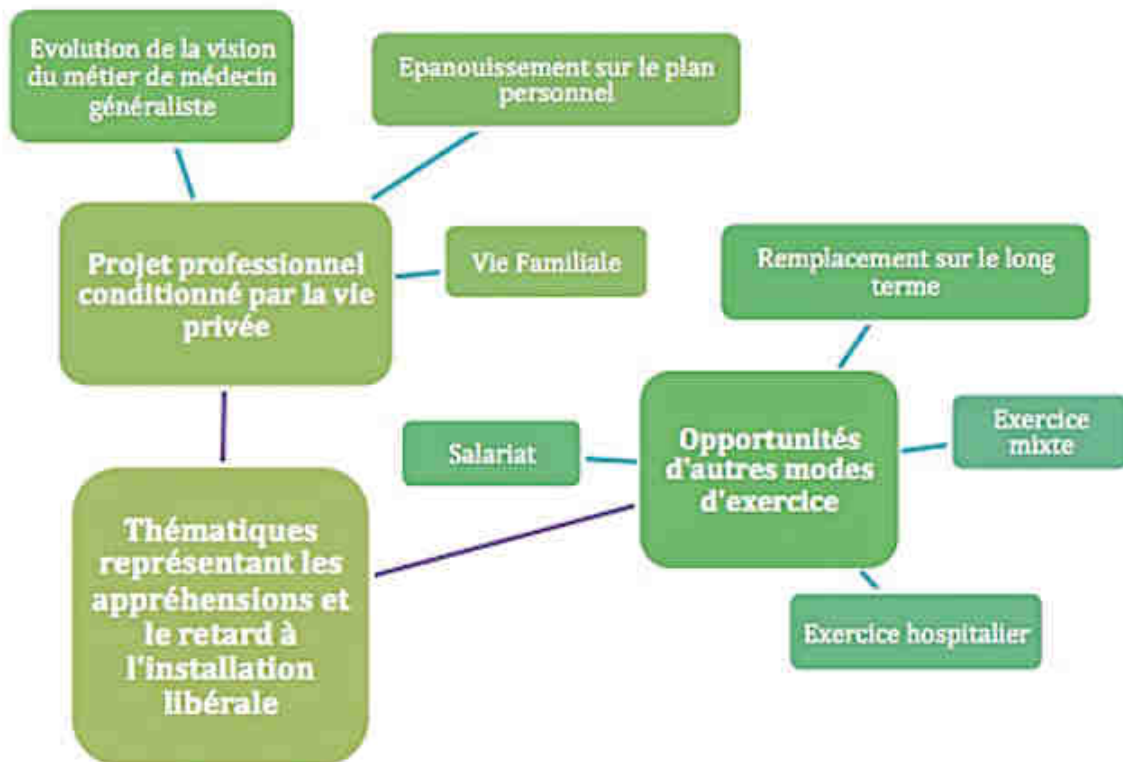 Evolution de la vision
du métier de médecin
généraliste
Epanouissement sur le plan
personnel
Projet professionnel
conditionné par la vie
privée
Vie Familiale
Remplacement sur le long
terme
Salariat
Opportunités
d'autres modes
d'exercice
Exercice
mixte
Thématiques
représentant les
appréhensions et
le retard à
l'installation
libérale
Exercice hospitalier